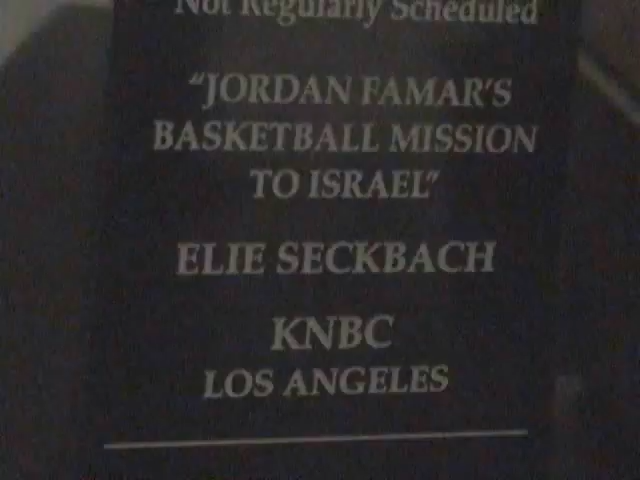 Not Regularly Scheduled
"JORDAN FAMAR'S
BASKETBALL MISSION
TO ISRAEL"
ELIE SECKBACH
KNBC
LOS ANGELES